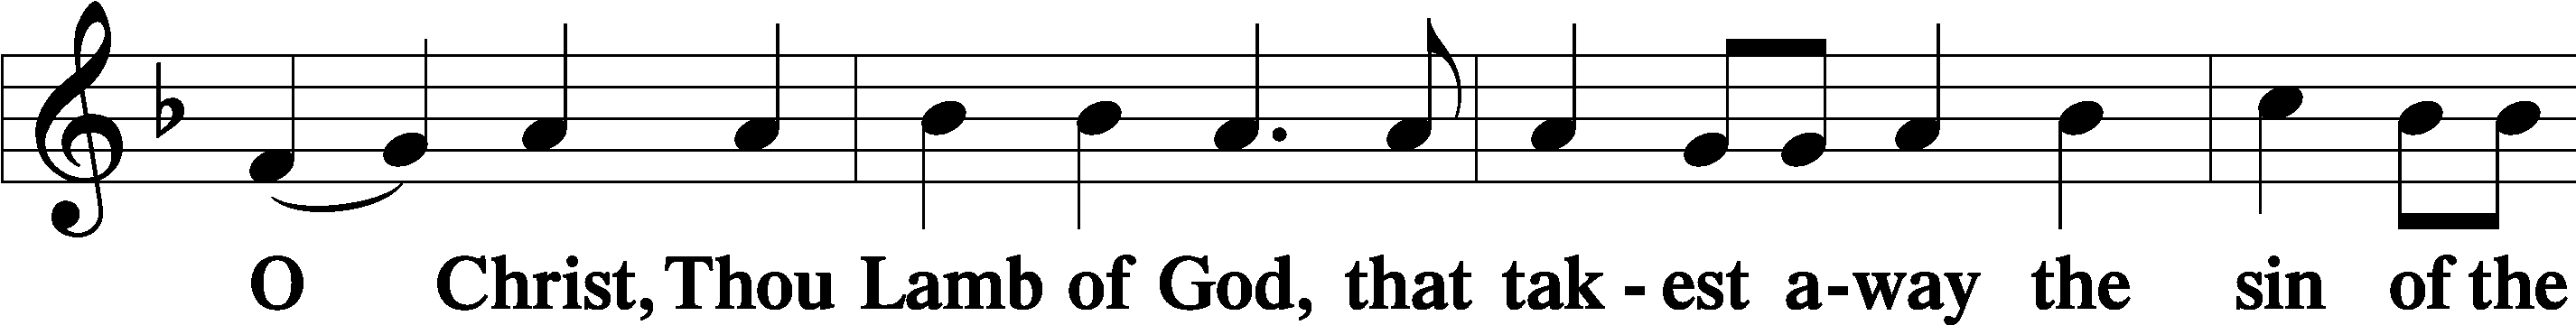 O Christ, Thou Lamb of God, that tak - est a-way the sin of the